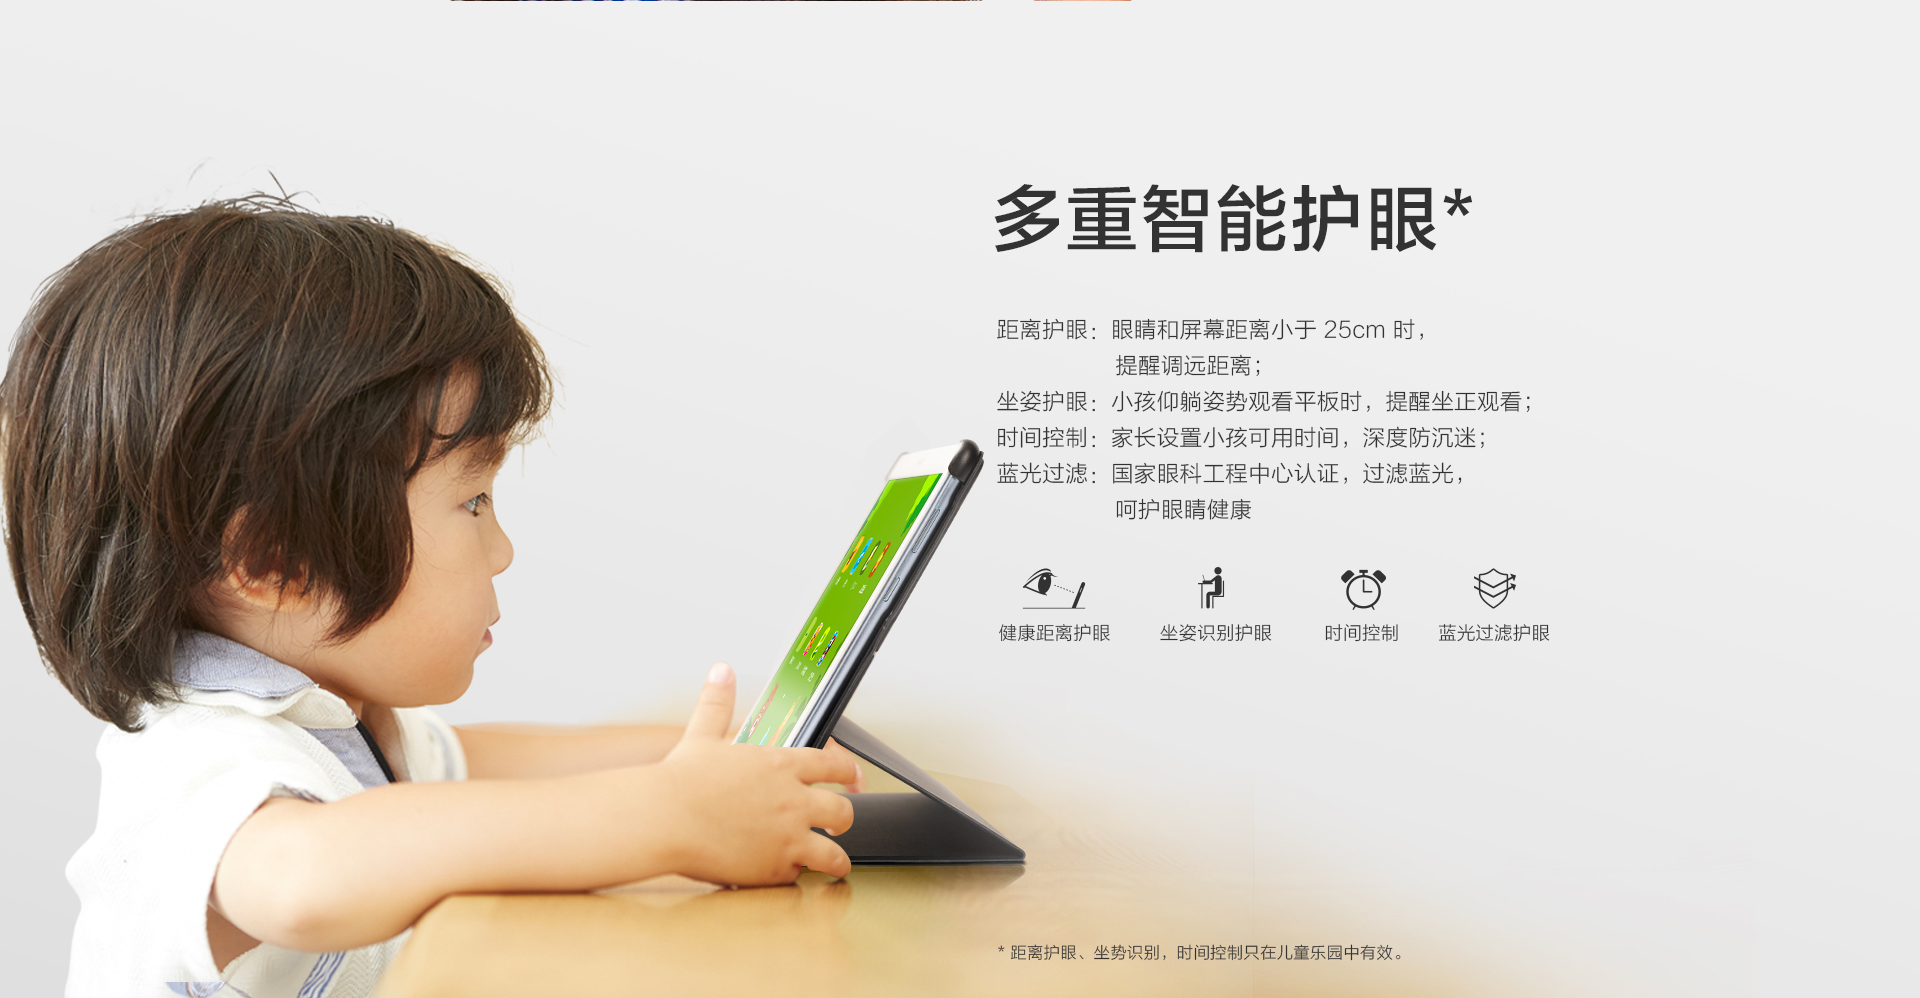 多重智能护眼*
距离护眼：眼睛和屏幕距离小于 25cm 时，
提醒调远距离；
坐姿护眼：小孩仰躺姿势观看平板时，提醒坐正观看；
时间控制：家长设置小孩可用时间，深度防沉迷；
蓝光过滤：国家眼科工程中心认证，过滤蓝光，
呵护眼睛健康
健康距离护眼 坐姿识别护眼 时间控制 蓝光过滤护眼
* 距离护眼、坐势识别，时间控制只在儿童乐园中有效。